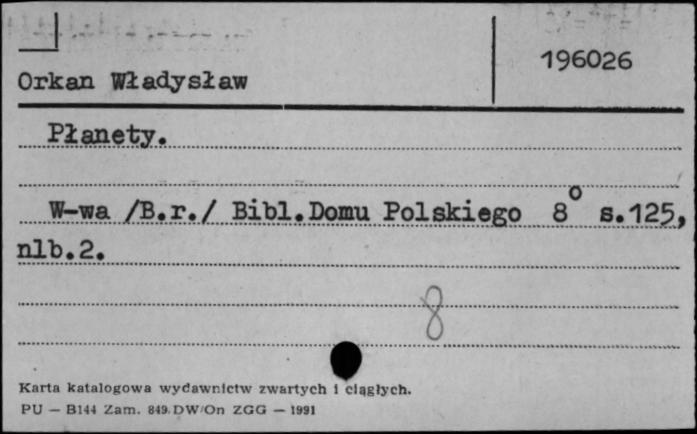 196026
Orkan Władysław
Płanety.
W-wa /B.r./ Bibl.Domu Polskiego 8° s.125,
nlb.2.
8
Karta katalogowa wydawnictw zwartych i ciągłych.
PU — B144 Zam. 849. DW/On ZGG — 1991